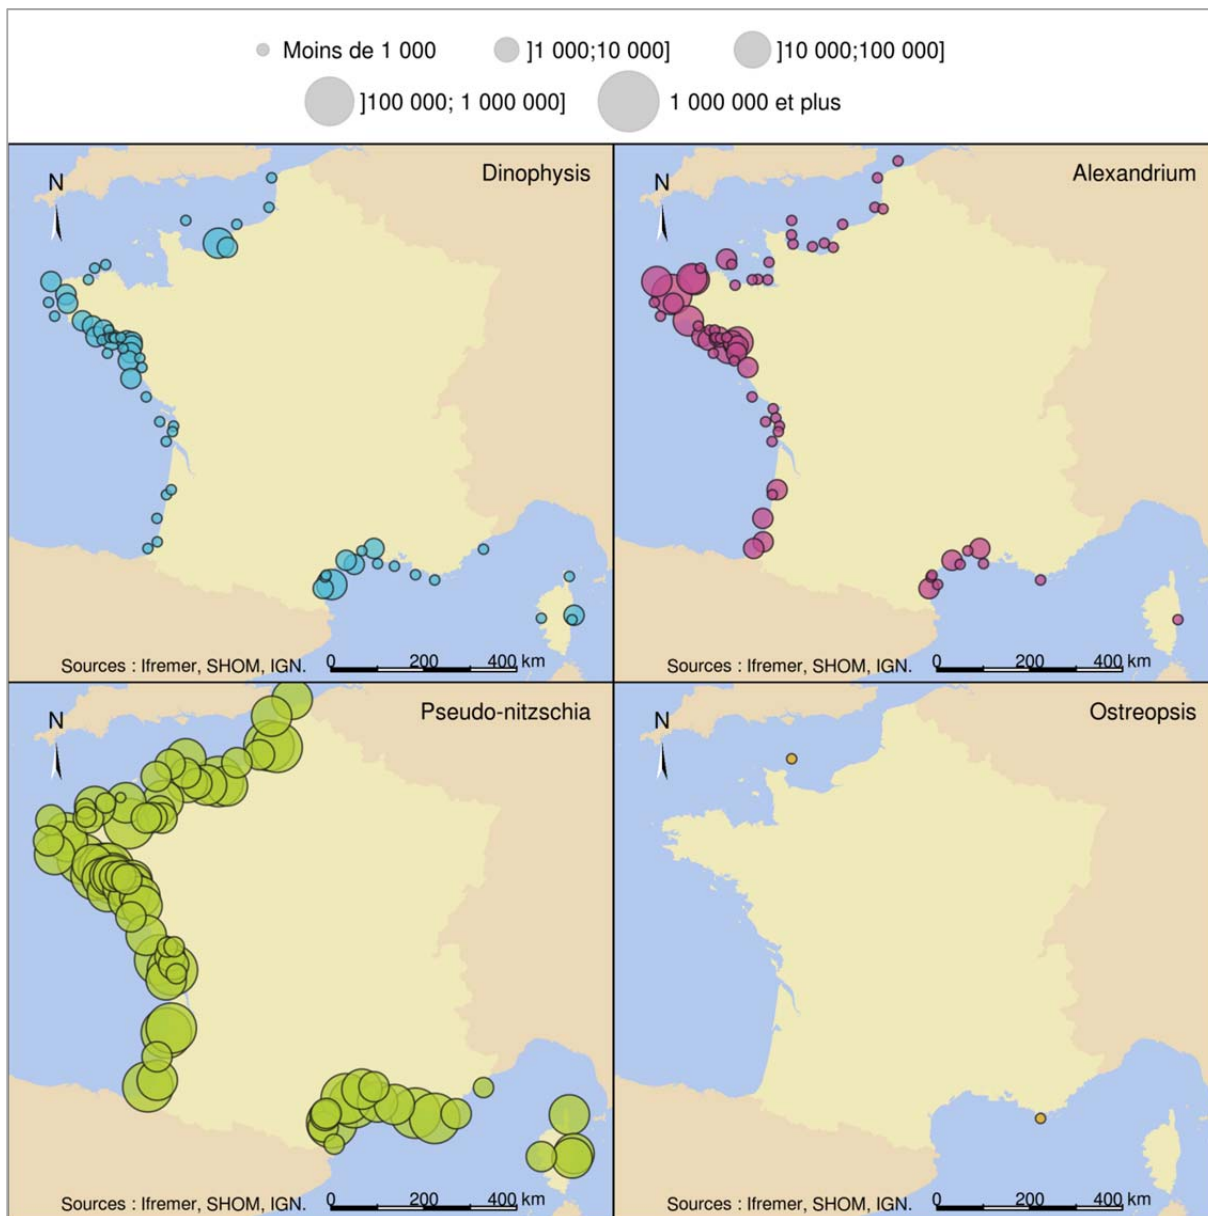 Moins de 1 000 ]1 000;10 000] ]10 000;100 000]
]100 000; 1 000 000] 1 000 000 et plus
Dinophysis
N
Sources : Ifremer, SHOM, IGN.
0 200 400 km
Alexandrium
N
Sources : Ifremer, SHOM, IGN.
0 200 400 km
Pseudo-nitzschia
N
Sources : Ifremer, SHOM, IGN.
0 200 400 km
Ostreopsis
N
Sources : Ifremer, SHOM, IGN.
0 200 400 km